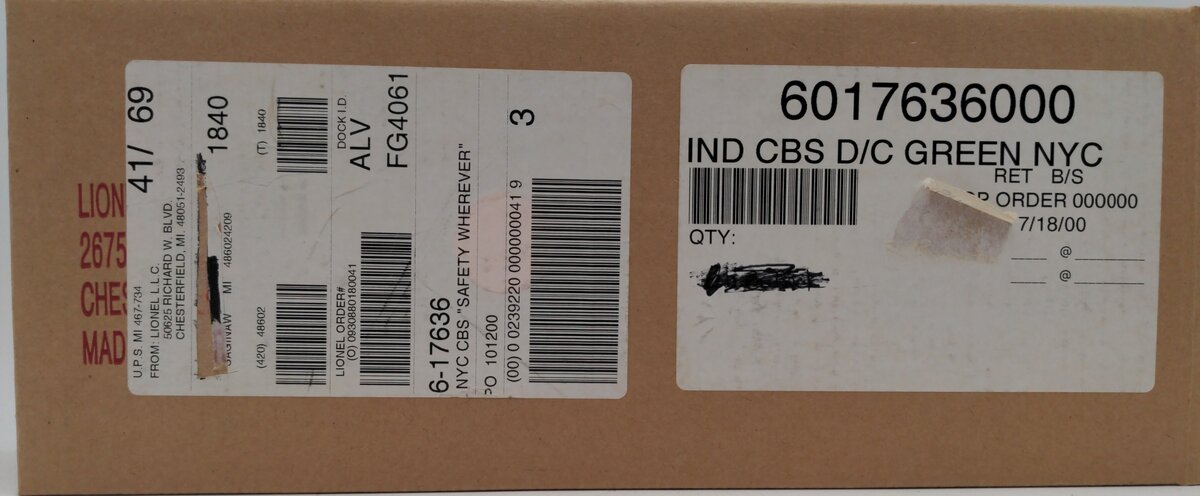 LION
2675
CHES
MAD
41/ 69
U.P.S. MI 467-734
FROM: LIONEL L.L.C.
50625 RICHARD W. BLVD.
CHESTERFIELD, MI. 48051-2493
1840
SAGINAW MI 486024209
(T) 1840
(420) 48602
DOCK I.D.
ALV
FG4061
LIONEL ORDER#
(O) 0930880180041
6-17636
NYC CBS "SAFETY WHEREVER"
PO 101200
3
(00) 0 0239220 000000041 9
6017636000
IND CBS D/C GREEN NYC
RET B/S
ORDER 000000
7/18/00
QTY:
@
@